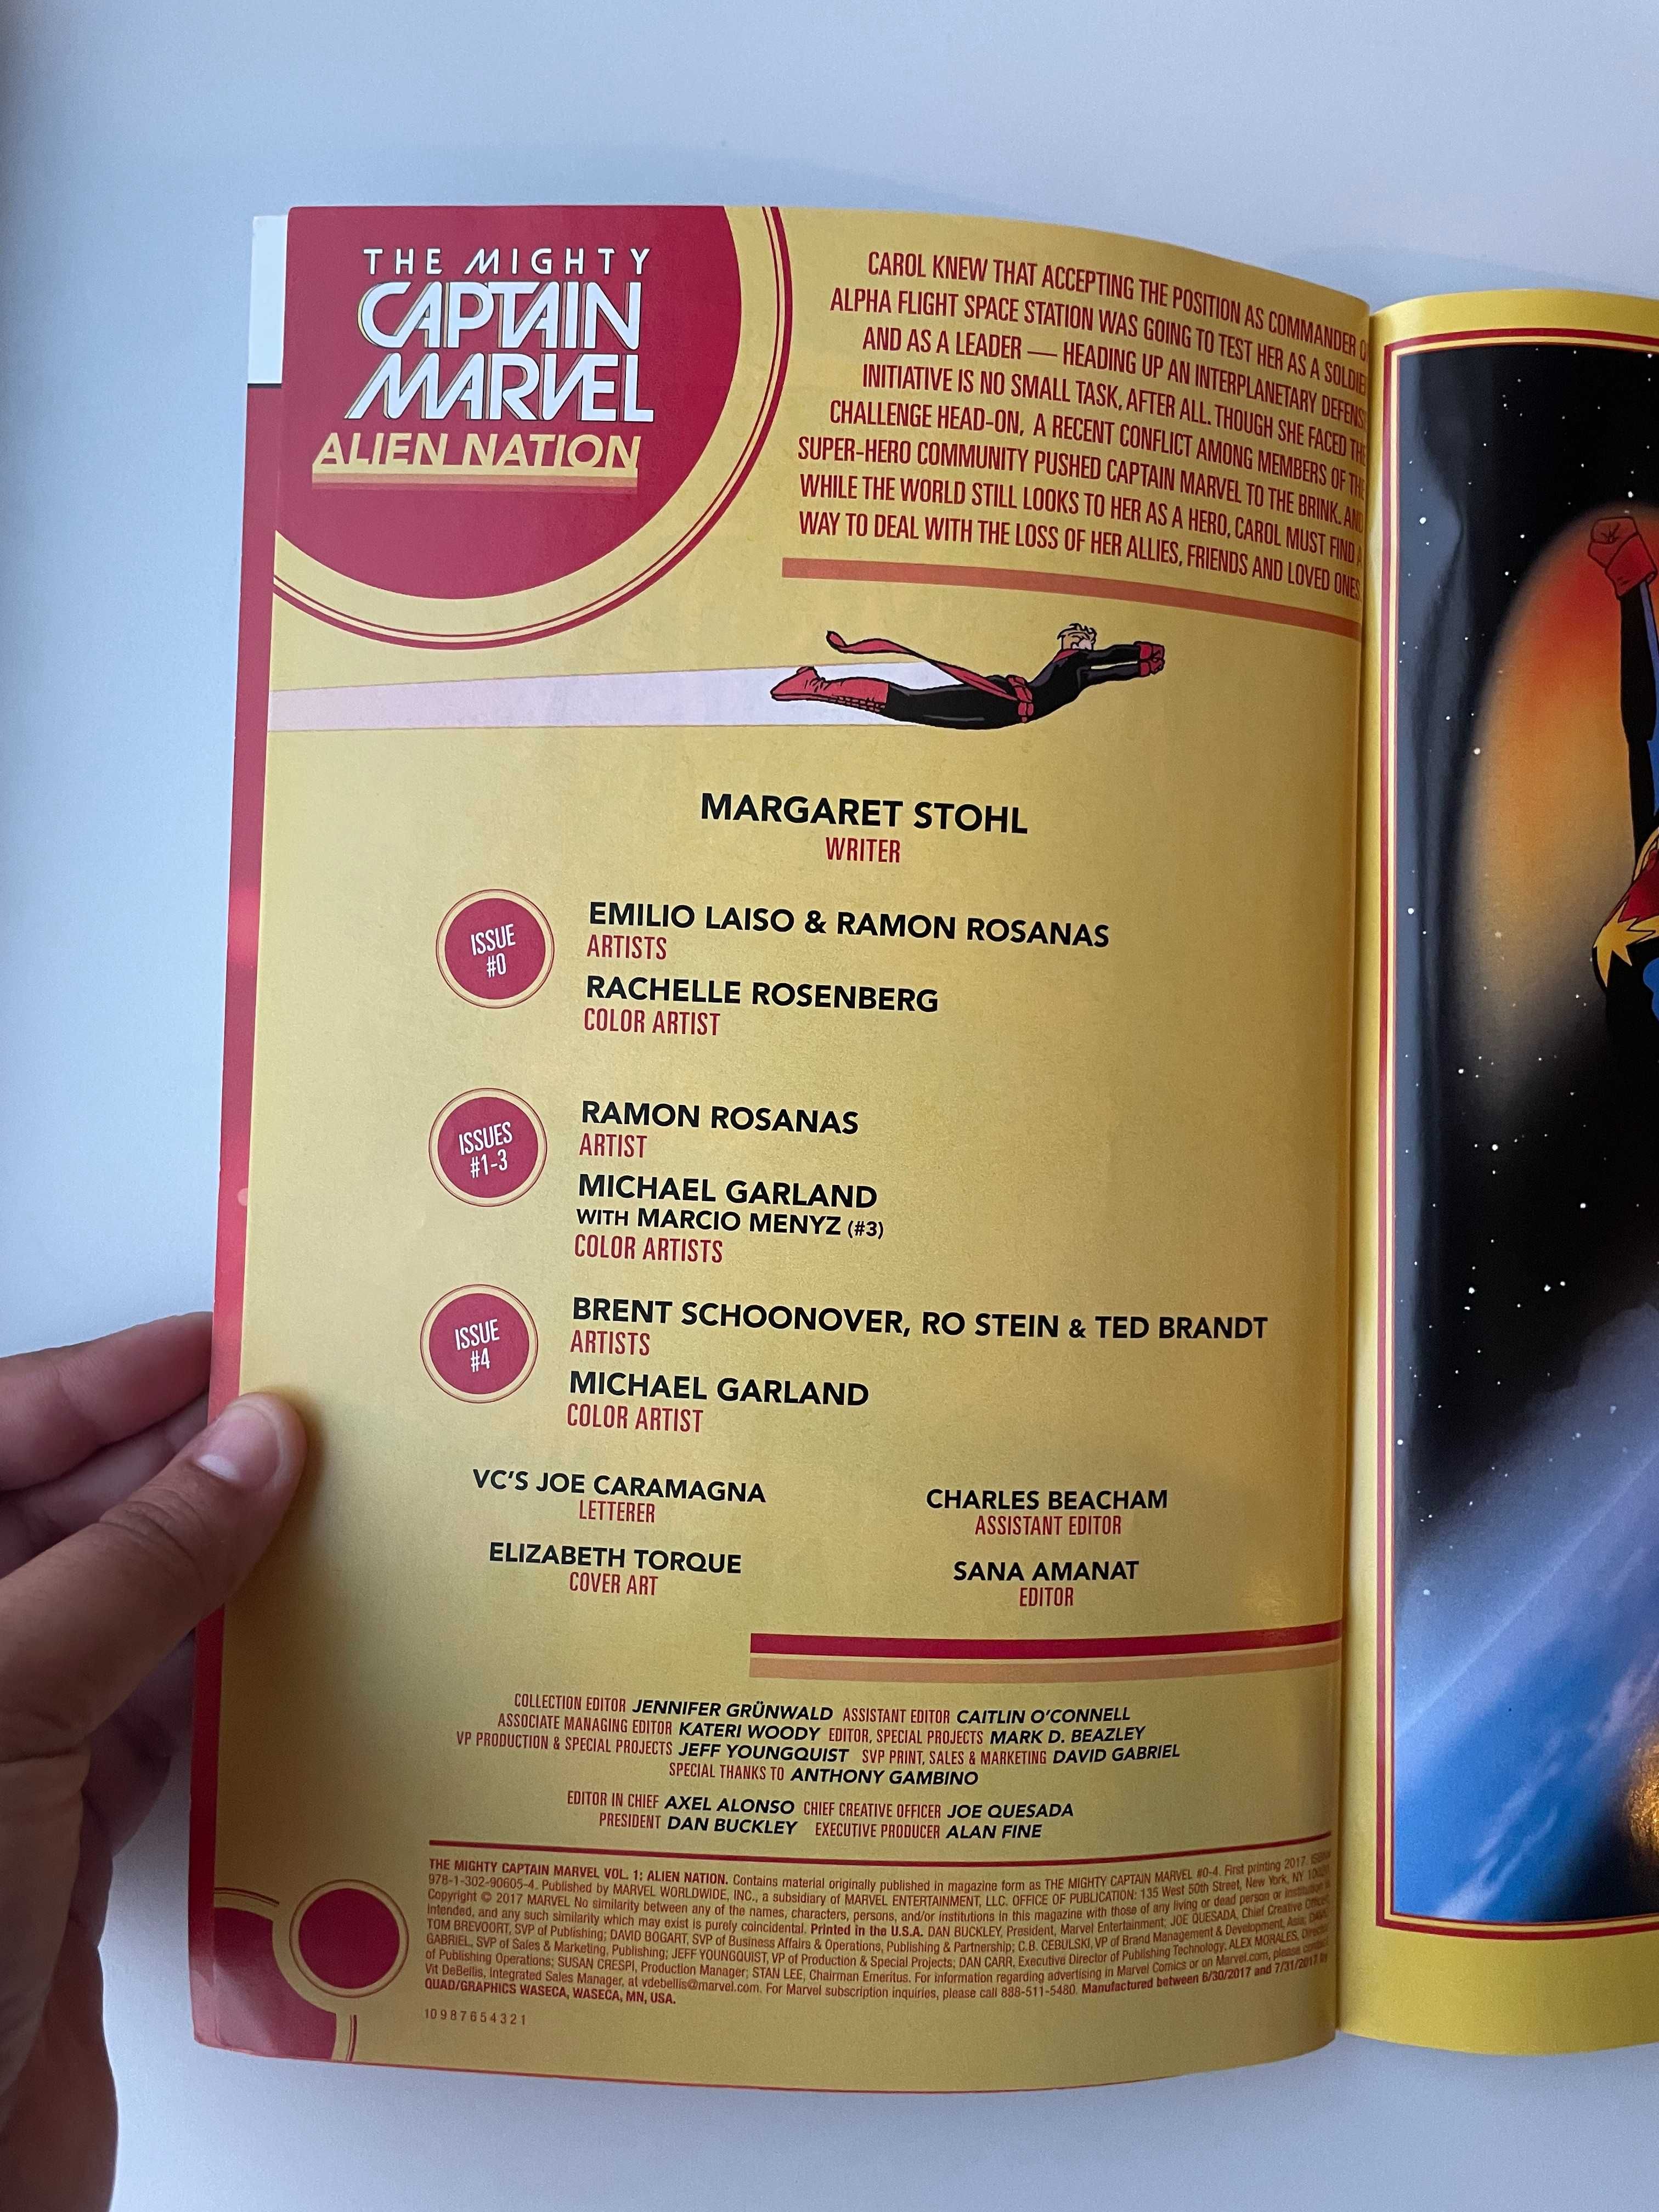 THE MIGHTY
CAPTAIN
MARVEL
ALIEN NATION
CAROL KNEW THAT ACCEPTING THE POSITION AS COMMANDER
ALPHA FLIGHT SPACE STATION WAS GOING TO TEST HER AS A SOLDIE
AND AS A LEADER — HEADING UP AN INTERPLANETARY DEFENS
INITIATIVE IS NO SMALL TASK, AFTER ALL. THOUGH SHE FACED THE
CHALLENGE HEAD-ON, A RECENT CONFLICT AMONG MEMBERS OF THE
SUPER-HERO COMMUNITY PUSHED CAPTAIN MARVEL TO THE BRINK. AND
WHILE THE WORLD STILL LOOKS TO HER AS A HERO, CAROL MUST FIND A
WAY TO DEAL WITH THE LOSS OF HER ALLIES, FRIENDS AND LOVED ONES.
MARGARET STOHL
WRITER
ISSUE
#0
EMILIO LAISO & RAMON ROSANAS
ARTISTS
RACHELLE ROSENBERG
COLOR ARTIST
ISSUES
#1-3
RAMON ROSANAS
ARTIST
MICHAEL GARLAND
WITH MARCIO MENYZ (#3)
COLOR ARTISTS
ISSUE
#4
BRENT SCHOONOVER, RO STEIN & TED BRANDT
ARTISTS
MICHAEL GARLAND
COLOR ARTIST
VC'S JOE CARAMAGNA
LETTERER
CHARLES BEACHAM
ASSISTANT EDITOR
ELIZABETH TORQUE
COVER ART
SANA AMANAT
EDITOR
COLLECTION EDITOR JENNIFER GRÜNWALD ASSISTANT EDITOR CAITLIN O'CONNELL
ASSOCIATE MANAGING EDITOR KATERI WOODY EDITOR, SPECIAL PROJECTS MARK D. BEAZLEY
VP PRODUCTION & SPECIAL PROJECTS JEFF YOUNGQUIST SVP PRINT, SALES & MARKETING DAVID GABRIEL
SPECIAL THANKS TO ANTHONY GAMBINO
EDITOR IN CHIEF AXEL ALONSO CHIEF CREATIVE OFFICER JOE QUESADA
PRESIDENT DAN BUCKLEY EXECUTIVE PRODUCER ALAN FINE
THE MIGHTY CAPTAIN MARVEL VOL. 1: ALIEN NATION. Contains material originally published in magazine form as THE MIGHTY CAPTAIN MARVEL #0-4. First printing 2017. ISBN#
978-1-302-90605-4. Published by MARVEL WORLDWIDE, INC., a subsidiary of MARVEL ENTERTAINMENT, LLC. OFFICE OF PUBLICATION: 135 West 50th Street, New York, NY 10020.
Copyright © 2017 MARVEL No similarity between any of the names, characters, persons, and/or institutions in this magazine with those of any living or dead person or institution is
intended, and any such similarity which may exist is purely coincidental. Printed in the U.S.A. DAN BUCKLEY, President, Marvel Entertainment; JOE QUESADA, Chief Creative Officer;
TOM BREVOORT, SVP of Publishing; DAVID BOGART, SVP of Business Affairs & Operations, Publishing & Partnership; C.B. CEBULSKI, VP of Brand Management & Development, Asia; DAVID
GABRIEL, SVP of Sales & Marketing, Publishing; JEFF YOUNGQUIST, VP of Production & Special Projects; DAN CARR, Executive Director of Publishing Technology; ALEX MORALES, Director
of Publishing Operations; SUSAN CRESPI, Production Manager; STAN LEE, Chairman Emeritus. For information regarding advertising in Marvel Comics or on Marvel.com, please contact
Vit DeBellis, Integrated Sales Manager, at vdebellis@marvel.com. For Marvel subscription inquiries, please call 888-511-5480. Manufactured between 6/30/2017 and 7/31/2017 by
QUAD/GRAPHICS WASECA, WASECA, MN, USA.
10 9 8 7 6 5 4 3 2 1